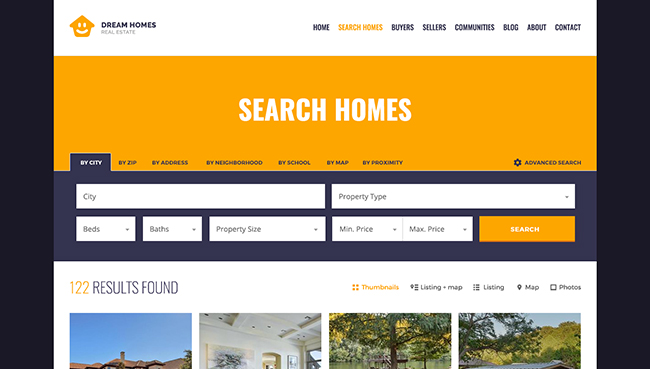 DREAM HOMES
REAL ESTATE
HOME SEARCH HOMES BUYERS SELLERS COMMUNITIES BLOG ABOUT CONTACT
SEARCH HOMES
BY CITY BY ZIP BY ADDRESS BY NEIGHBORHOOD BY SCHOOL BY MAP BY PROXIMITY ADVANCED SEARCH
City Property Type
Beds Baths Property Size Min. Price Max. Price SEARCH
122 RESULTS FOUND Thumbnails Listing + map Listing Map Photos